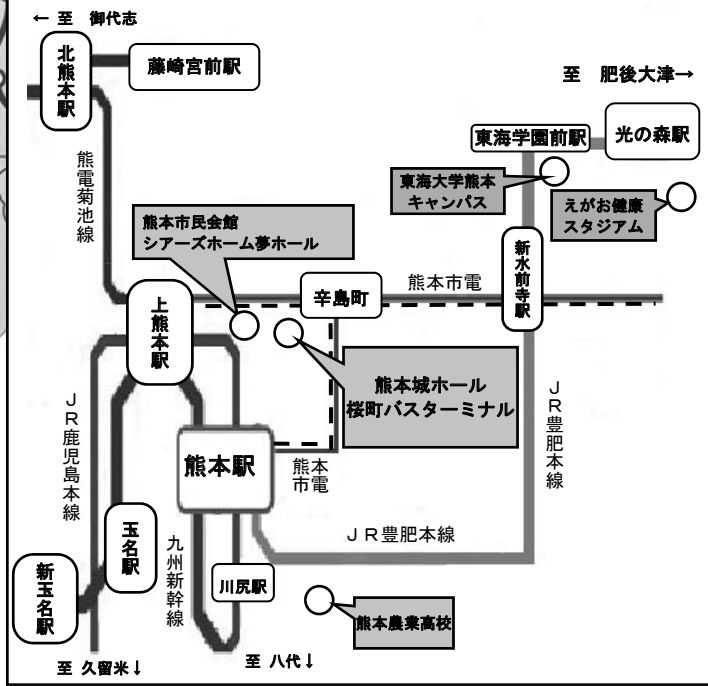 ← 至 御代志
北熊本駅
藤崎宮前駅
至 肥後大津→
東海学園前駅
光の森駅
東海大学熊本
キャンパス
えがお健康
スタジアム
熊電菊池線
熊本市民会館
シアーズホーム夢ホール
新水前寺駅
熊本市電
辛島町
上熊本駅
熊本城ホール
桜町バスターミナル
JR鹿児島本線
JR豊肥本線
熊本駅
熊本
市電
JR豊肥本線
玉名駅
九州新幹線
新玉名駅
川尻駅
熊本農業高校
至 久留米↓
至 八代↓